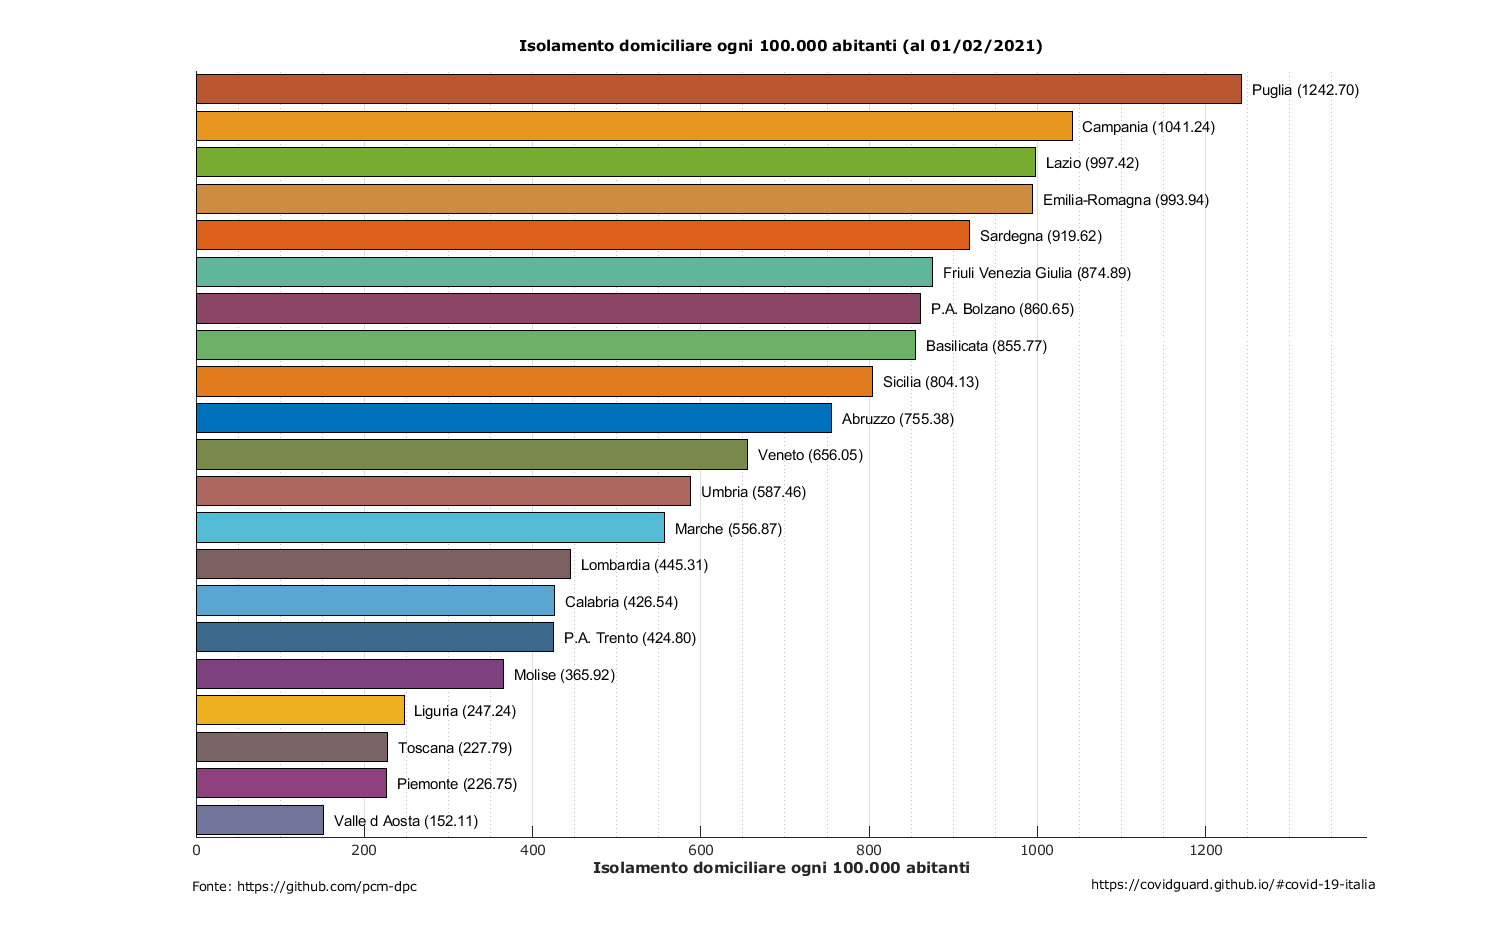 Isolamento domiciliare ogni 100.000 abitanti (al 01/02/2021)
Puglia (1242.70)
Campania (1041.24)
Lazio (997.42)
Emilia-Romagna (993.94)
Sardegna (919.62)
Friuli Venezia Giulia (874.89)
P.A. Bolzano (860.65)
Basilicata (855.77)
Sicilia (804.13)
Abruzzo (755.38)
Veneto (656.05)
Umbria (587.46)
Marche (556.87)
Lombardia (445.31)
Calabria (426.54)
P.A. Trento (424.80)
Molise (365.92)
Liguria (247.24)
Toscana (227.79)
Piemonte (226.75)
Valle d Aosta (152.11)
0 200 400 600 800 1000 1200
Isolamento domiciliare ogni 100.000 abitanti
Fonte: https://github.com/pcm-dpc
https://covidguard.github.io/#covid-19-italia